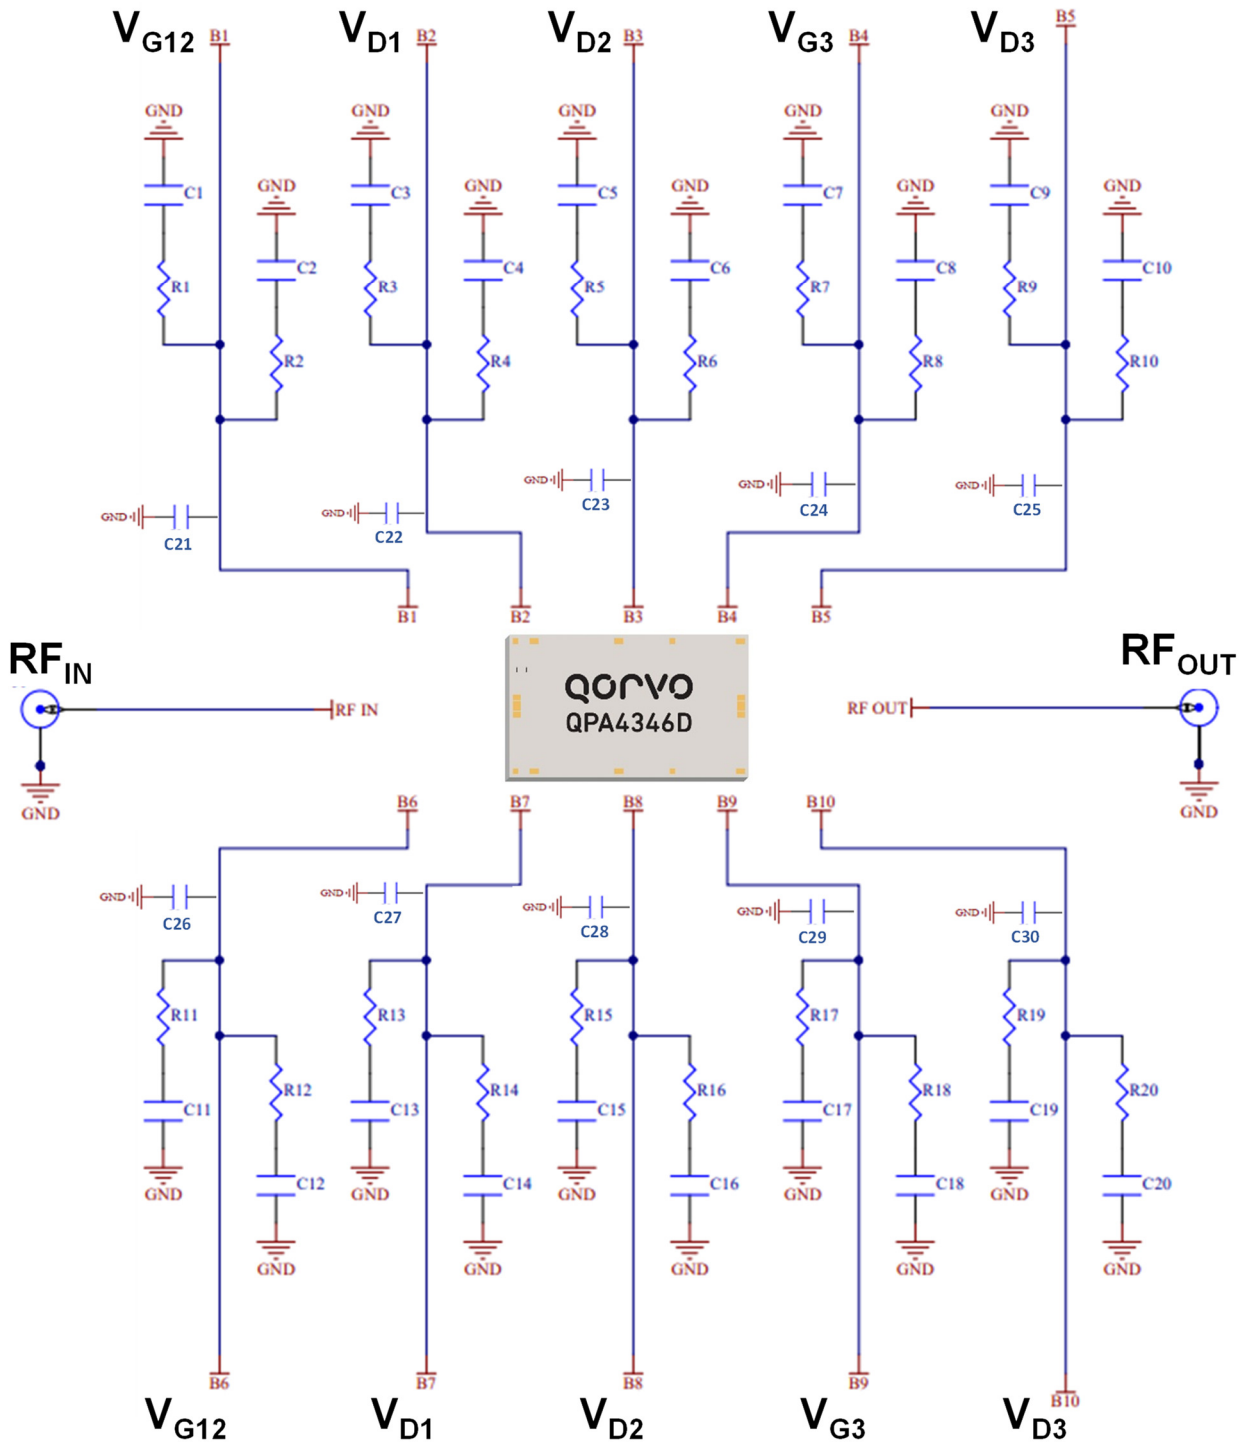 VG12 B1 VD1 B2 VD2 B3 VG3 B4 VD3 B5
GND GND GND GND GND
C1 GND C3 GND C5 GND C7 GND C9 GND
C2 C4 C6 C8 C10
R1 R3 R5 R7 R9
R2 R4 R6 R8 R10
GND C21 GND C22 GND C23 GND C24 GND C25
B1 B2 B3 B4 B5
RFIN RFOUT
QORVO
RF IN QPA4346D RF OUT
GND GND
B6 B7 B8 B9 B10
GND C26 GND C27 GND C28 GND C29 GND C30
R11 R13 R15 R17 R19
R12 R14 R16 R18 R20
C11 C13 C15 C17 C19
C12 C14 C16 C18 C20
GND GND GND GND GND
GND GND GND GND GND
B6 B7 B8 B9 B10
VG12 VD1 VD2 VG3 VD3